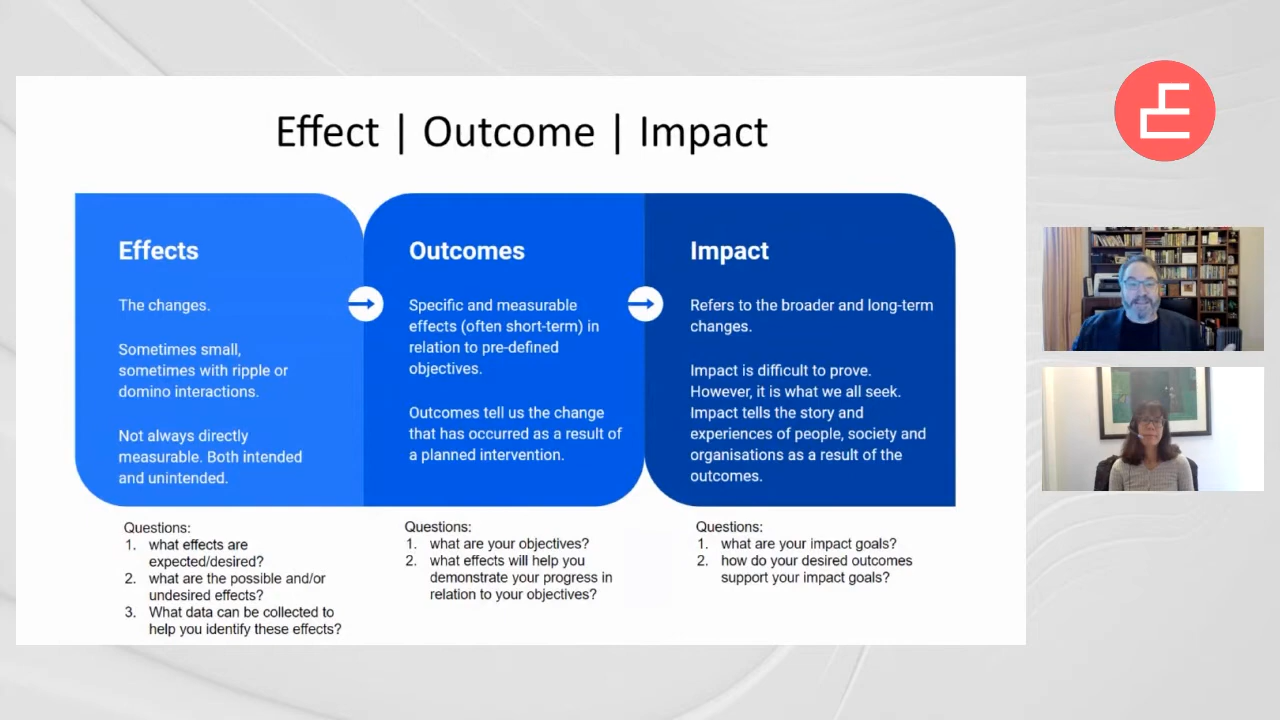 Effect | Outcome | Impact
Effects
The changes.
Sometimes small,
sometimes with ripple or
domino interactions.
Not always directly
measurable. Both intended
and unintended.
Outcomes
Specific and measurable
effects (often short-term) in
relation to pre-defined
objectives.
Outcomes tell us the change
that has occurred as a result of
a planned intervention.
Impact
Refers to the broader and long-term
changes.
Impact is difficult to prove.
However, it is what we all seek.
Impact tells the story and
experiences of people, society and
organisations as a result of the
outcomes.
Questions:
1. what effects are
expected/desired?
2. what are the possible and/or
undesired effects?
3. What data can be collected to
help you identify these effects?
Questions:
1. what are your objectives?
2. what effects will help you
demonstrate your progress in
relation to your objectives?
Questions:
1. what are your impact goals?
2. how do your desired outcomes
support your impact goals?